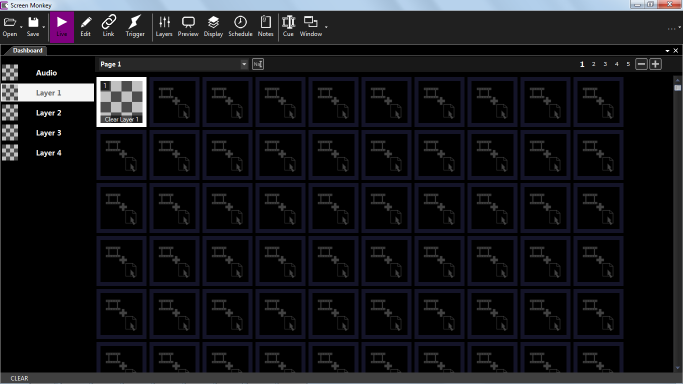 Screen Monkey
Open Save Live Edit Link Trigger Layers Preview Display Schedule Notes Cue Window
Dashboard
Page 1
1 2 3 4 5
Audio
Layer 1
Layer 2
Layer 3
Layer 4
1
Clear Layer 1
CLEAR